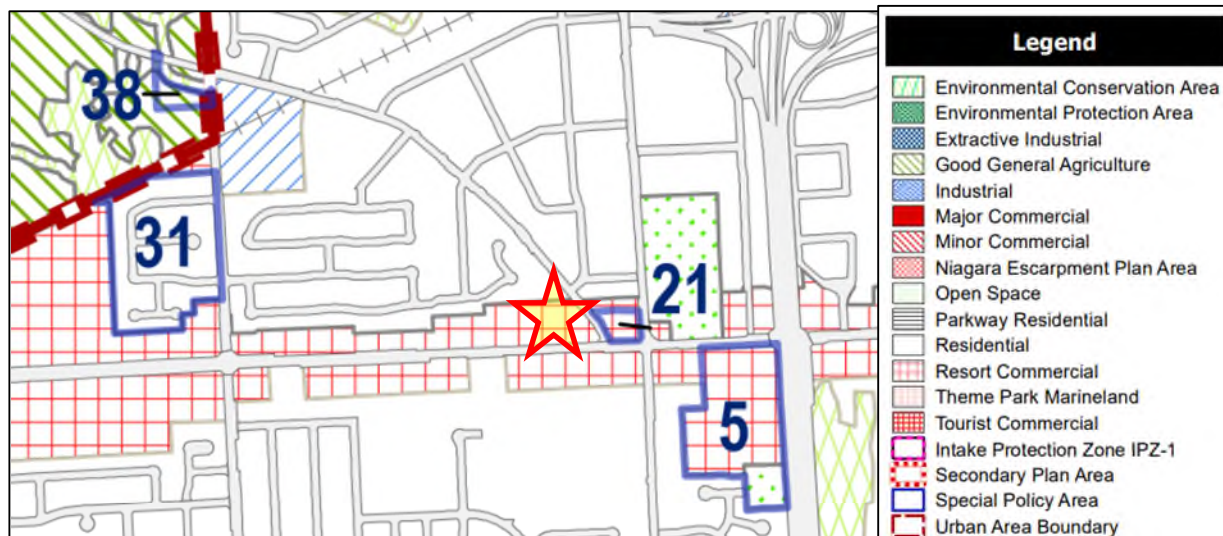 38
31
21
5
Legend
Environmental Conservation Area
Environmental Protection Area
Extractive Industrial
Good General Agriculture
Industrial
Major Commercial
Minor Commercial
Niagara Escarpment Plan Area
Open Space
Parkway Residential
Residential
Resort Commercial
Theme Park Marineland
Tourist Commercial
Intake Protection Zone IPZ-1
Secondary Plan Area
Special Policy Area
Urban Area Boundary